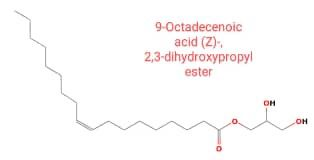 9-Octadecenoic
acid (Z)-,
2,3-dihydroxypropyl
ester
OH
O
OH
O